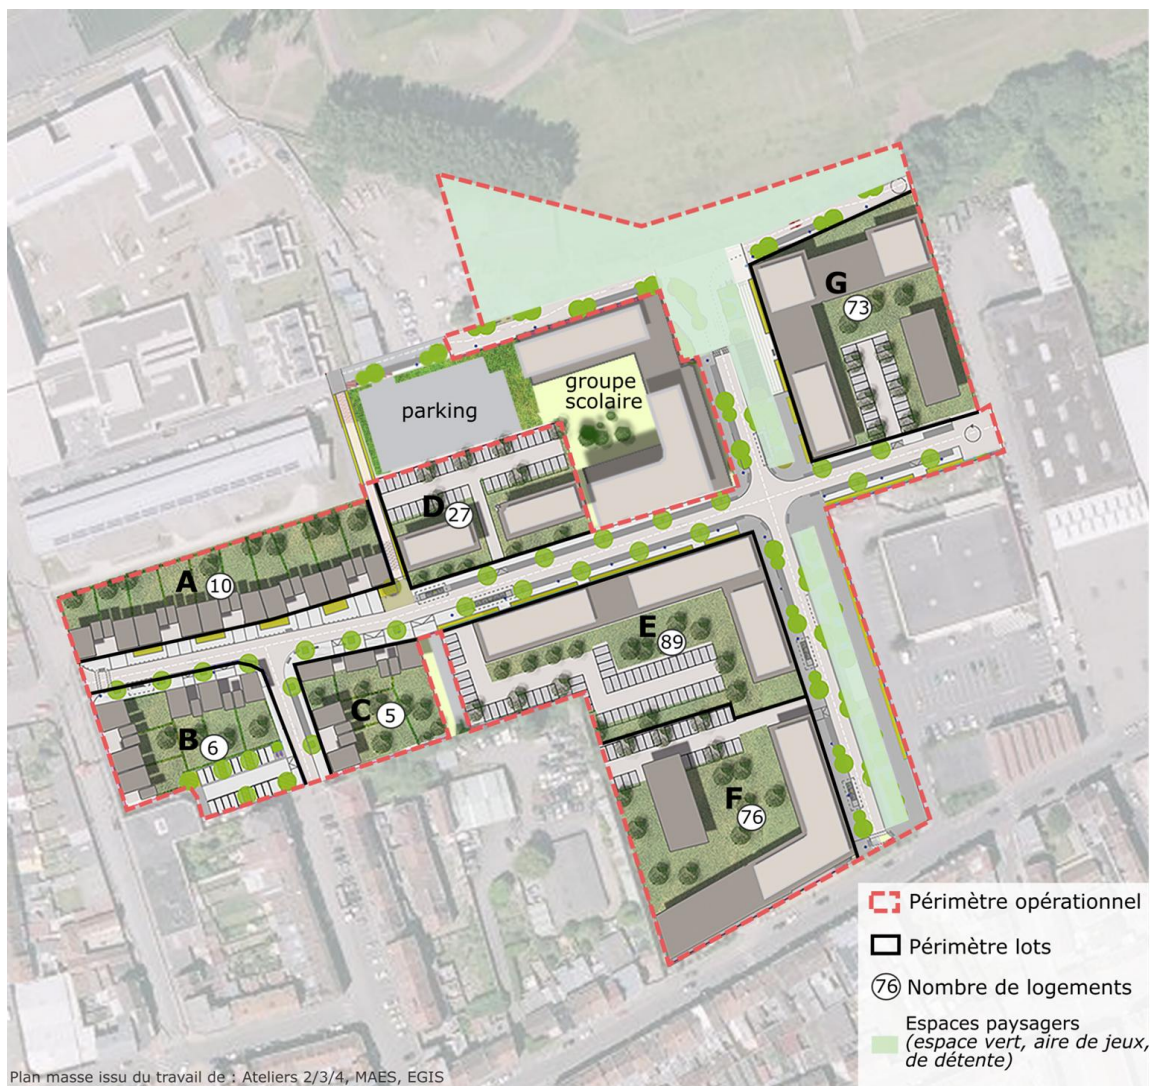 G
73
groupe
scolaire
parking
D
27
A
10
E
89
C
5
B
6
F
76
Périmètre opérationnel
Périmètre lots
76 Nombre de logements
Espaces paysagers
(espace vert, aire de jeux,
de détente)
Plan masse issu du travail de : Ateliers 2/3/4, MAES, EGIS